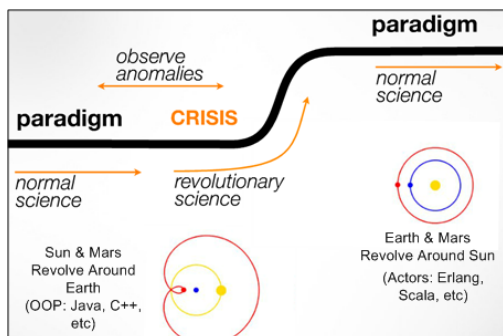 paradigm
observe
anomalies
normal
science
paradigm
CRISIS
normal
science
revolutionary
science
Sun & Mars
Revolve Around
Earth
(OOP: Java, C++,
etc)
Earth & Mars
Revolve Around Sun
(Actors: Erlang,
Scala, etc)